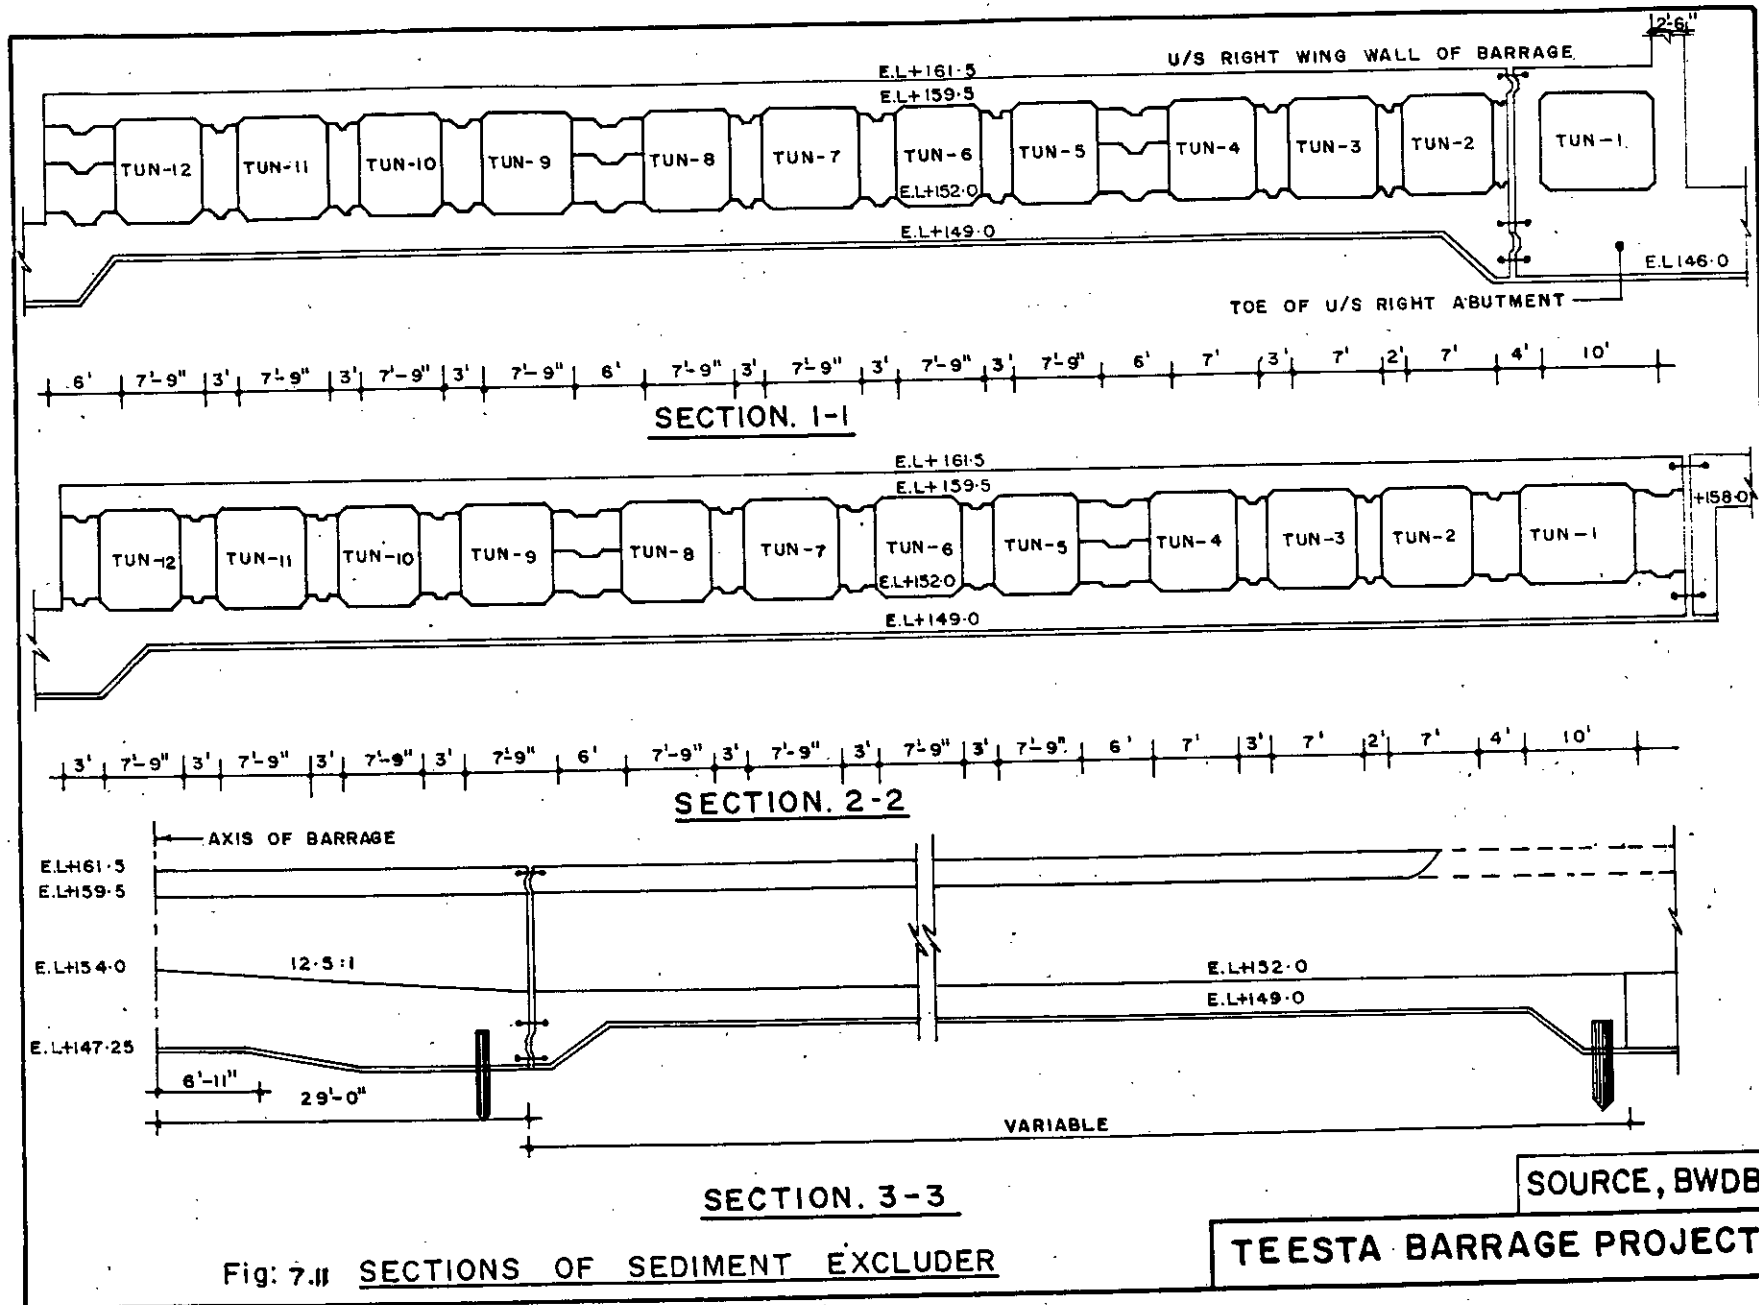 2'-6"
U/S RIGHT WING WALL OF BARRAGE
E.L+161.5
E.L+159.5
TUN-12 TUN-11 TUN-10 TUN-9 TUN-8 TUN-7 TUN-6 TUN-5 TUN-4 TUN-3 TUN-2 TUN-1
E.L+152.0
E.L+149.0
E.L 146.0
TOE OF U/S RIGHT ABUTMENT
6' 7'-9" 3' 7'-9" 3' 7'-9" 3' 7'-9" 6' 7'-9" 3' 7'-9" 3' 7'-9" 3' 7'-9" 6' 7' 3' 7' 2' 7' 4' 10'
SECTION. 1-1
E.L+161.5
E.L+159.5
+158.0
TUN-12 TUN-11 TUN-10 TUN-9 TUN-8 TUN-7 TUN-6 TUN-5 TUN-4 TUN-3 TUN-2 TUN-1
E.L+152.0
E.L+149.0
3' 7'-9" 3' 7'-9" 3' 7'-9" 3' 7'-9" 6' 7'-9" 3' 7'-9" 3' 7'-9" 3' 7'-9" 6' 7' 3' 7' 2' 7' 4' 10'
SECTION. 2-2
AXIS OF BARRAGE
E.L+161.5
E.L+159.5
E.L+154.0
12.5:1
E.L+152.0
E.L+149.0
E.L+147.25
6'-11"
29'-0"
VARIABLE
SECTION. 3-3
SOURCE, BWDB
TEESTA BARRAGE PROJECT
Fig: 7.11 SECTIONS OF SEDIMENT EXCLUDER